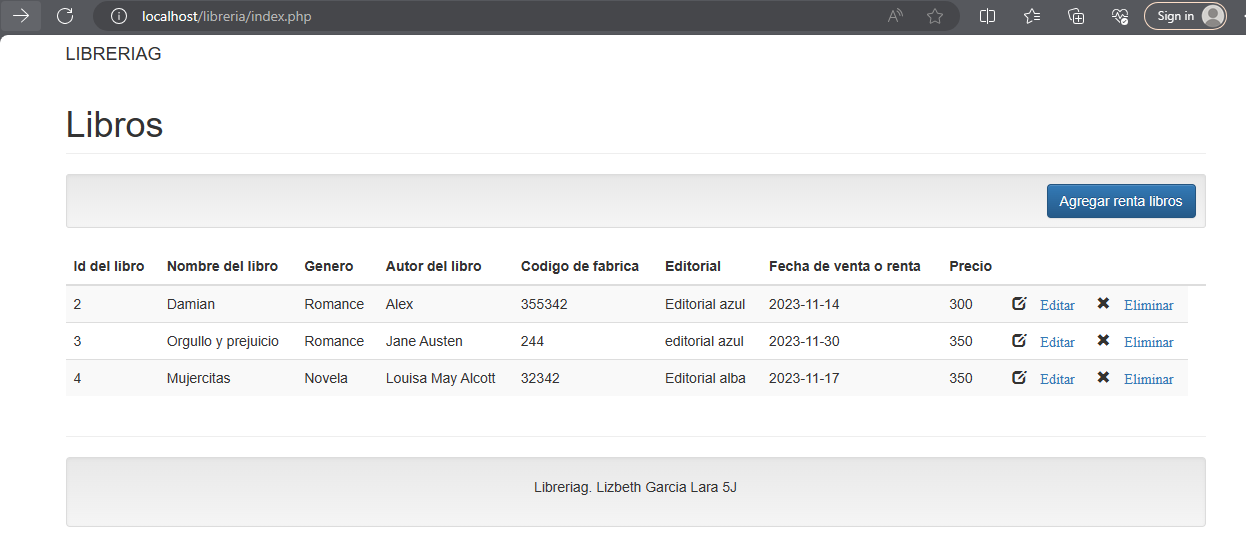 localhost/libreria/index.php
Sign in
LIBRERIAG
Libros
Agregar renta libros
Id del libro Nombre del libro Genero Autor del libro Codigo de fabrica Editorial Fecha de venta o renta Precio
2 Damian Romance Alex 355342 Editorial azul 2023-11-14 300 Editar Eliminar
3 Orgullo y prejuicio Romance Jane Austen 244 editorial azul 2023-11-30 350 Editar Eliminar
4 Mujercitas Novela Louisa May Alcott 32342 Editorial alba 2023-11-17 350 Editar Eliminar
Libreriag. Lizbeth Garcia Lara 5J